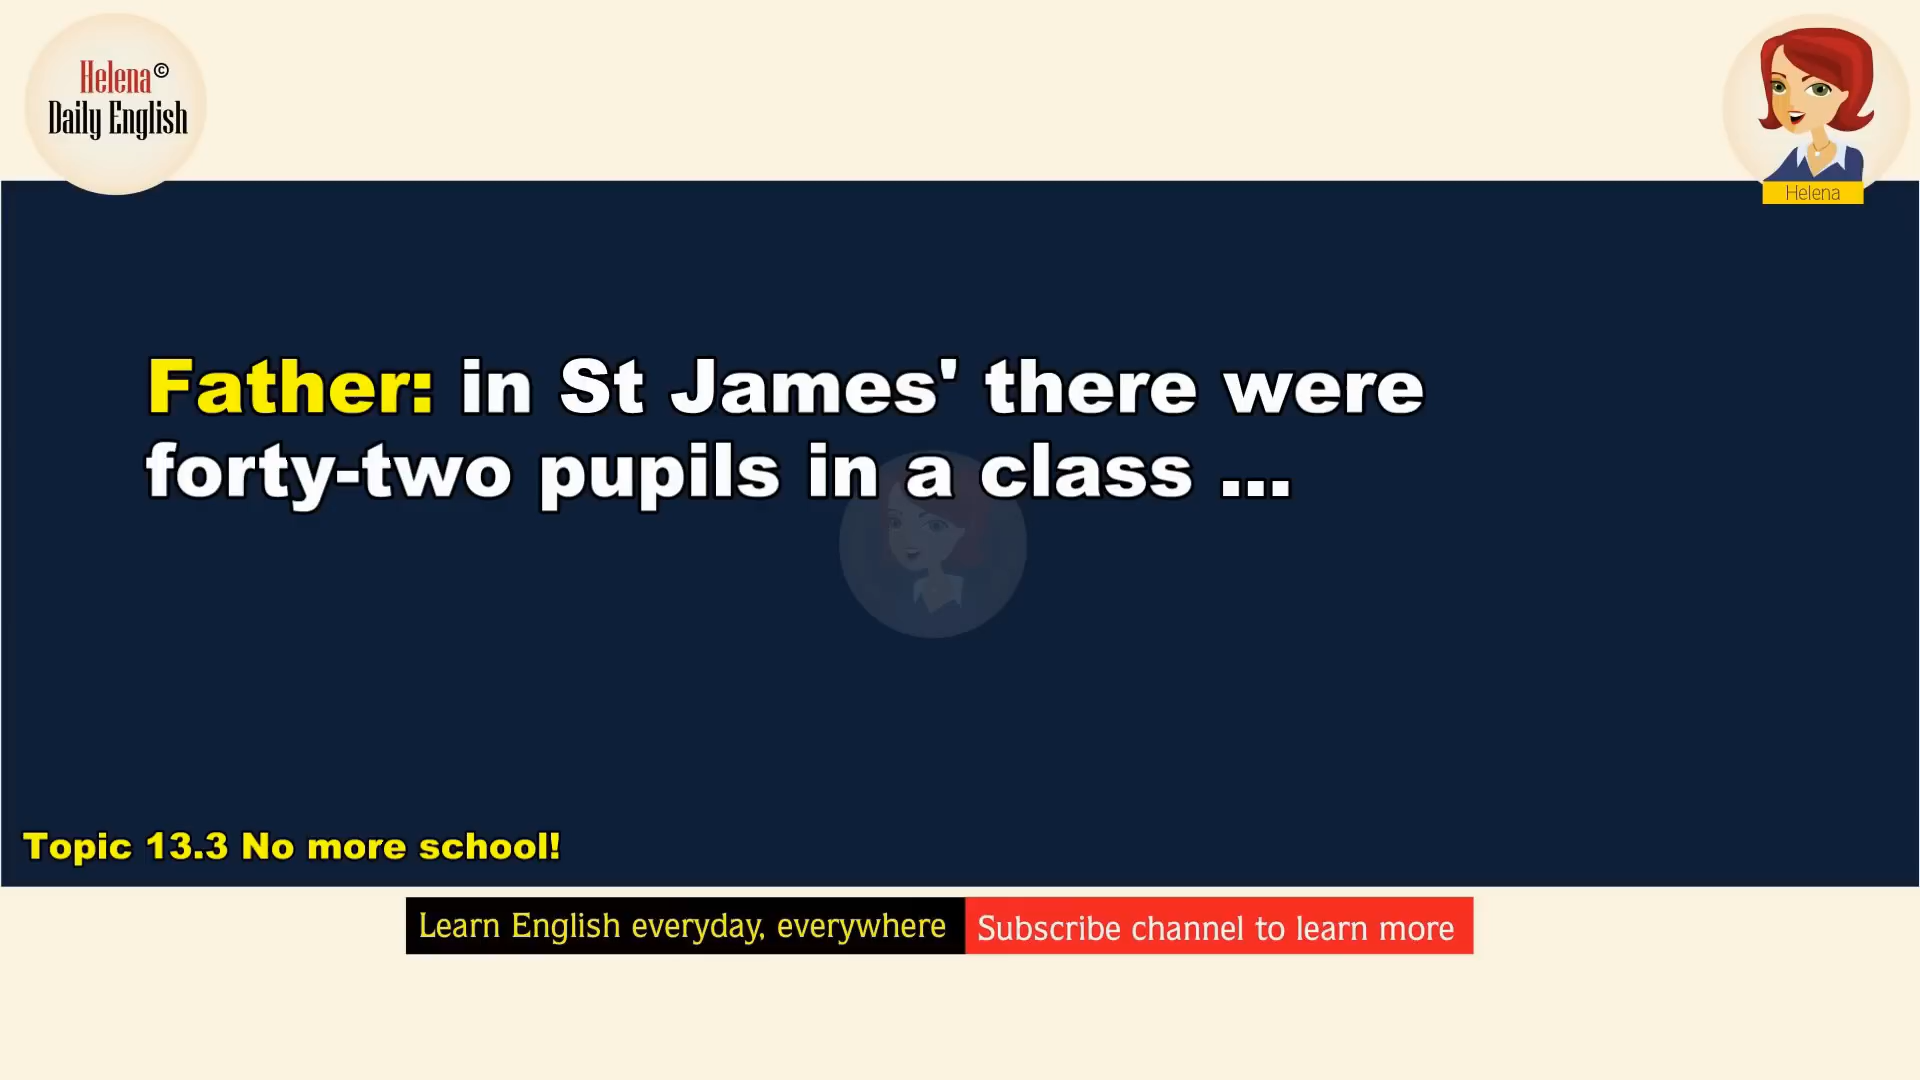 Helena©
Daily English
Helena
Father: in St James' there were
forty-two pupils in a class ...
Topic 13.3 No more school!
Learn English everyday, everywhere
Subscribe channel to learn more